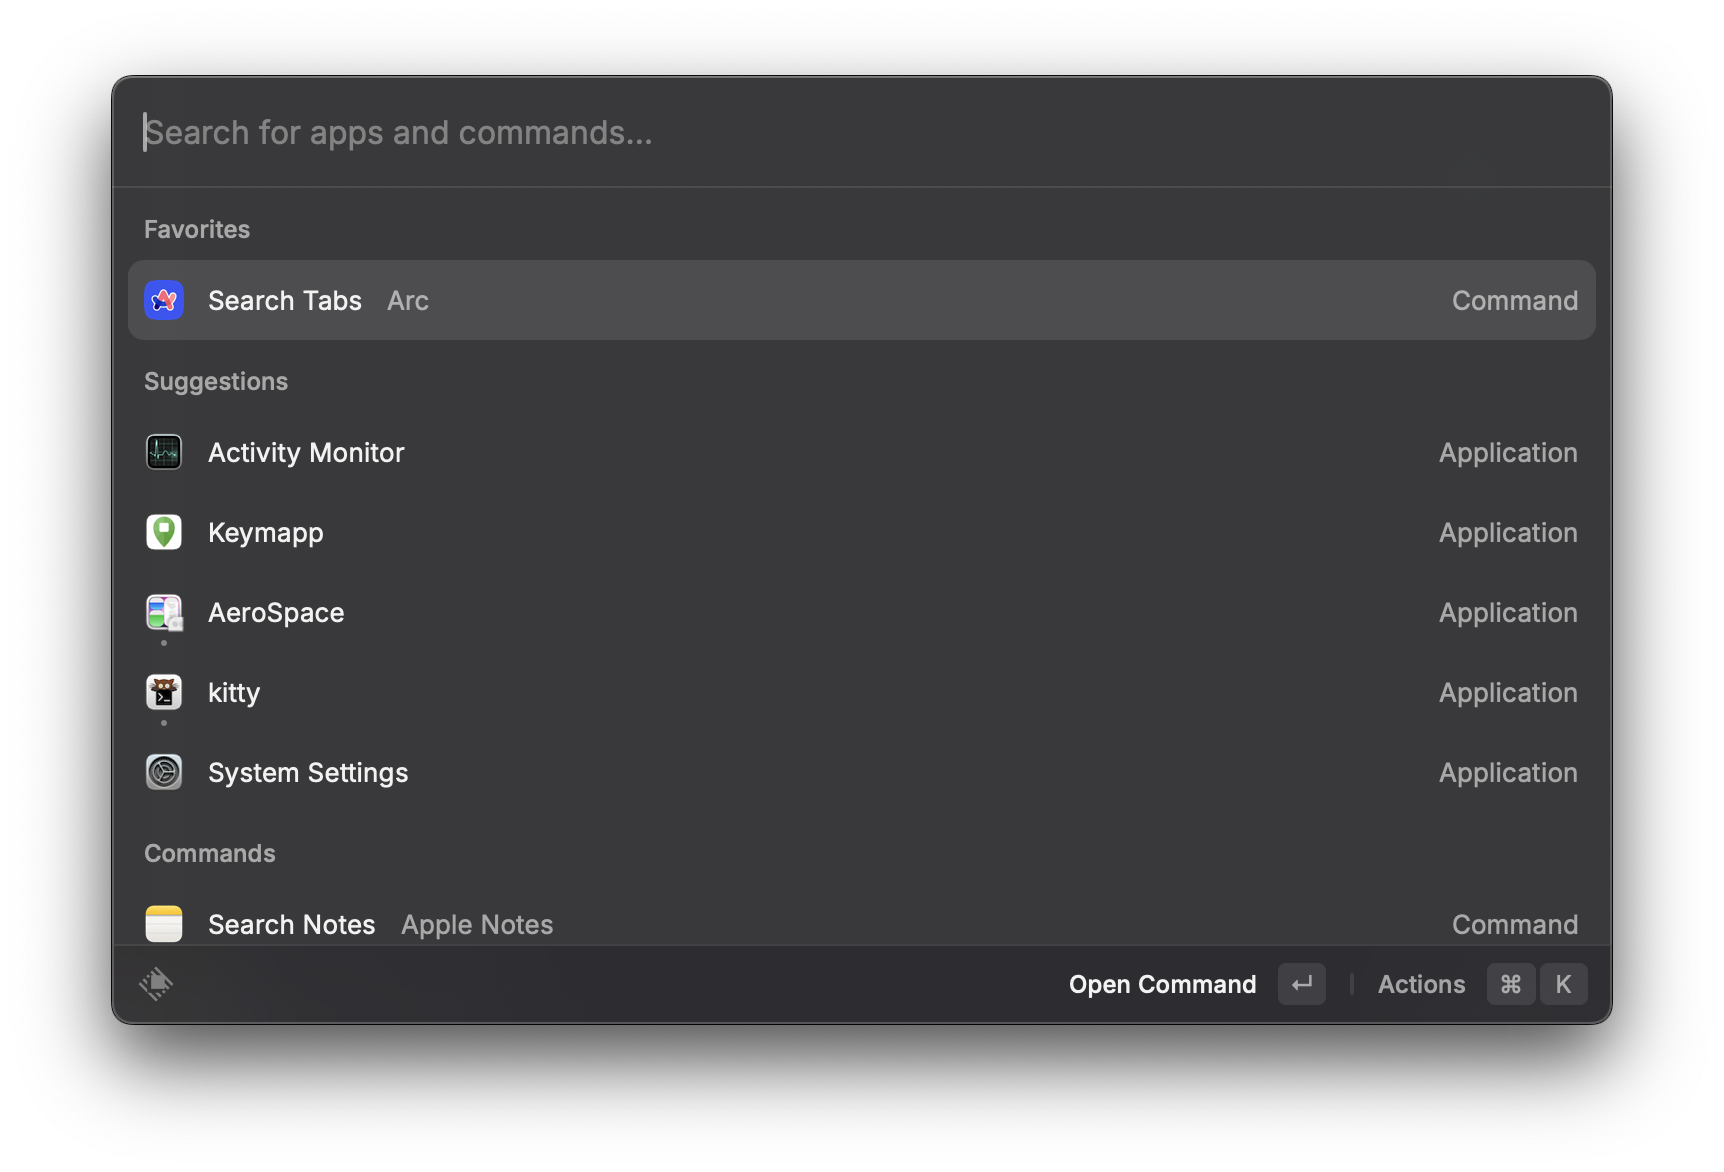 Search for apps and commands...
Favorites
Search Tabs Arc Command
Suggestions
Activity Monitor Application
Keymapp Application
AeroSpace Application
kitty Application
System Settings Application
Commands
Search Notes Apple Notes Command
Open Command ↵ | Actions ⌘ K